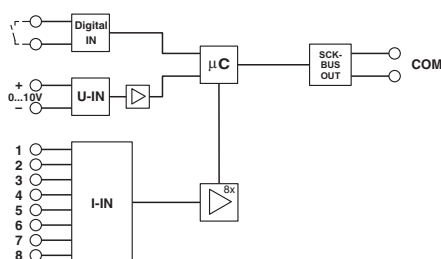 Digital
IN
+
0...10V
−
U-IN
µC
SCK-
BUS
OUT
COM
1
2
3
4
5
6
7
8
I-IN
8x